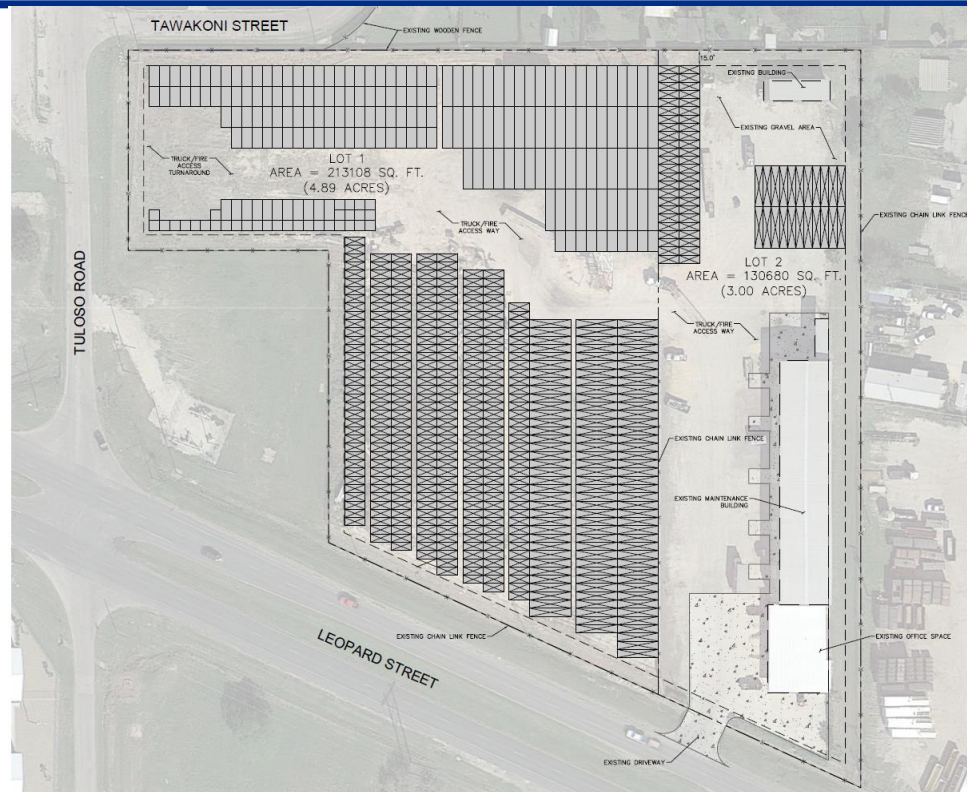 TAWAKONI STREET
EXISTING WOODEN FENCE
15.0'
EXISTING BUILDING
EXISTING GRAVEL AREA
TRUCK/FIRE
ACCESS
TURNAROUND
LOT 1
AREA = 213108 SQ. FT.
(4.89 ACRES)
TRUCK/FIRE
ACCESS WAY
EXISTING CHAIN LINK FENCE
LOT 2
AREA = 130680 SQ. FT.
(3.00 ACRES)
TULOSO ROAD
TRUCK/FIRE
ACCESS WAY
EXISTING CHAIN LINK FENCE
EXISTING MAINTENANCE
BUILDING
EXISTING CHAIN LINK FENCE
LEOPARD STREET
EXISTING OFFICE SPACE
EXISTING DRIVEWAY